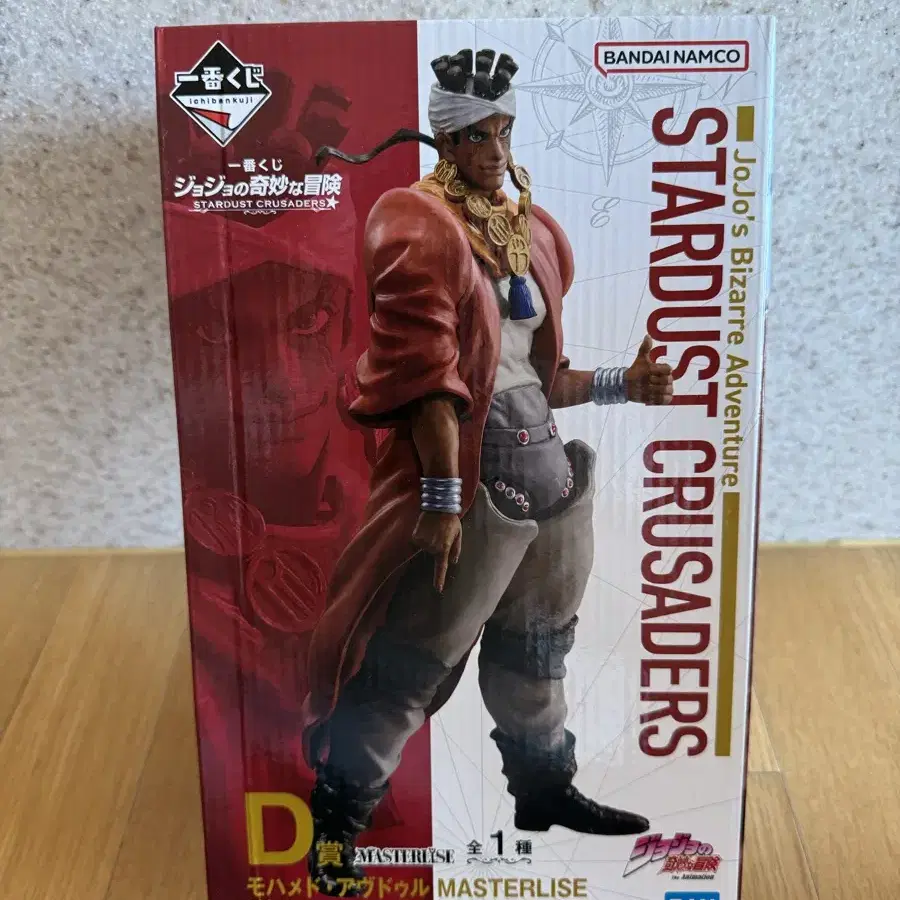 一番くじ
ichibankuji
一番くじ
ジョジョの奇妙な冒険
STARDUST CRUSADERS
BANDAI NAMCO
JoJo's Bizarre Adventure
STARDUST CRUSADERS
D賞 MASTERLISE 全1種
モハメド・アヴドゥル MASTERLISE
ジョジョの
奇妙な冒険
the Animation